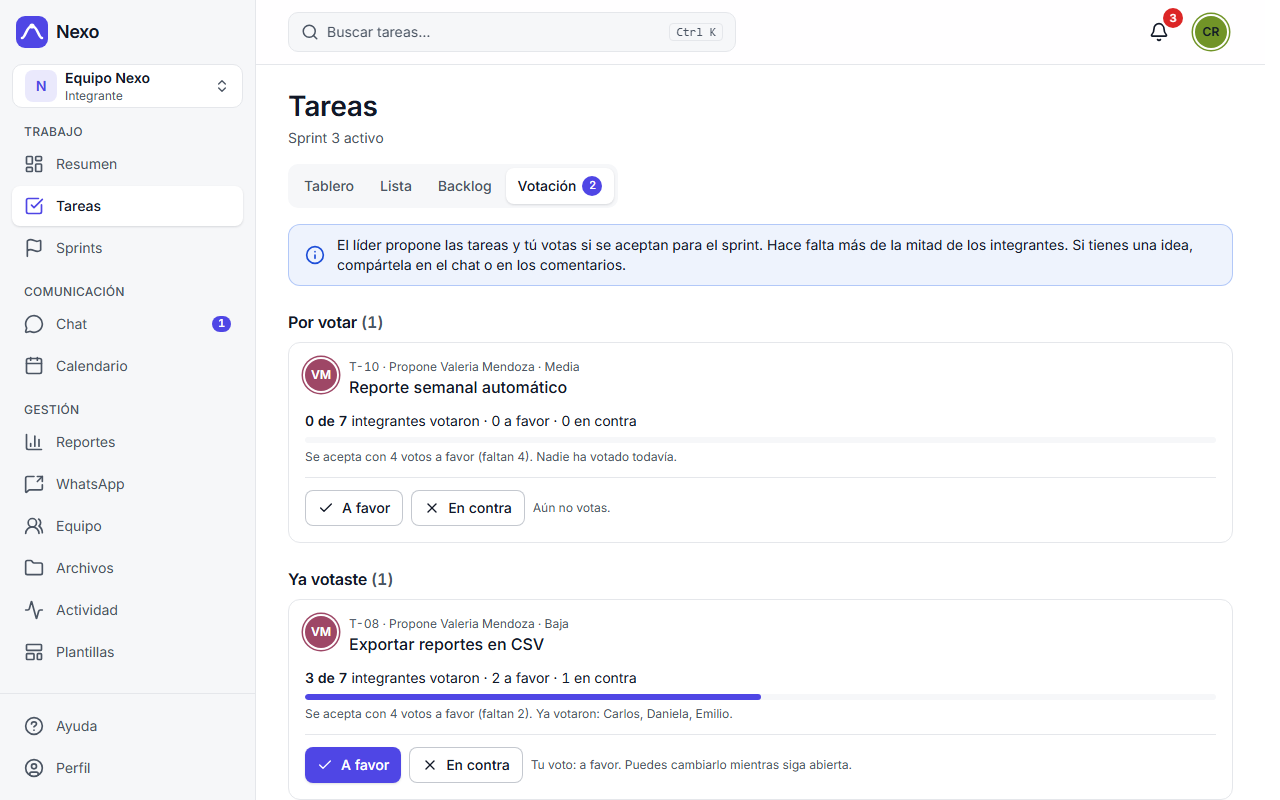 Nexo
N
Equipo Nexo
Integrante
TRABAJO
Resumen
Tareas
Sprints
COMUNICACIÓN
Chat
1
Calendario
GESTIÓN
Reportes
WhatsApp
Equipo
Archivos
Actividad
Plantillas
Ayuda
Perfil
Buscar tareas...
Ctrl K
3
CR
Tareas
Sprint 3 activo
Tablero
Lista
Backlog
Votación 2
El líder propone las tareas y tú votas si se aceptan para el sprint. Hace falta más de la mitad de los integrantes. Si tienes una idea,
compártela en el chat o en los comentarios.
Por votar (1)
VM
T-10 · Propone Valeria Mendoza · Media
Reporte semanal automático
0 de 7 integrantes votaron · 0 a favor · 0 en contra
Se acepta con 4 votos a favor (faltan 4). Nadie ha votado todavía.
A favor
En contra
Aún no votas.
Ya votaste (1)
VM
T-08 · Propone Valeria Mendoza · Baja
Exportar reportes en CSV
3 de 7 integrantes votaron · 2 a favor · 1 en contra
Se acepta con 4 votos a favor (faltan 2). Ya votaron: Carlos, Daniela, Emilio.
A favor
En contra
Tu voto: a favor. Puedes cambiarlo mientras siga abierta.